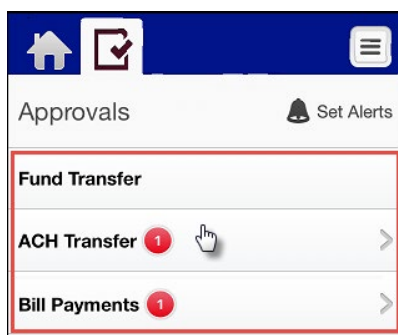 Approvals
Set Alerts
Fund Transfer
ACH Transfer 1
Bill Payments 1